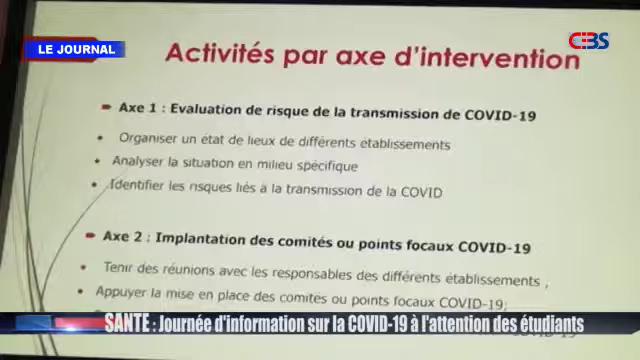 LE JOURNAL
CEBS
Activités par axe d'intervention
Axe 1 : Evaluation de risque de la transmission de COVID-19
• Organiser un état de lieux de différents établissements
• Analyser la situation en milieu spécifique
• Identifier les risques liés à la transmission de la COVID
Axe 2 : Implantation des comités ou points focaux COVID-19
• Tenir des réunions avec les responsables des différents établissements ,
• Appuyer la mise en place des comités ou points focaux COVID-19;
SANTE : Journée d'information sur la COVID-19 à l'attention des étudiants